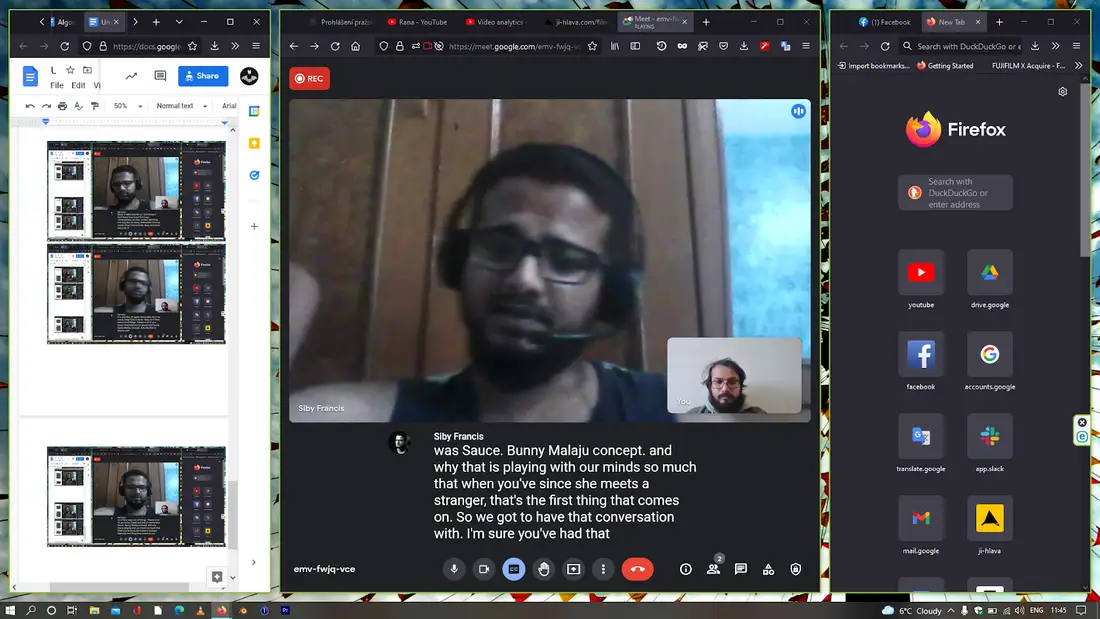 Algo
Un
https://docs.google.
L
File Edit Vi
Share
50% Normal text Arial
Prohlášení praž
Rana - YouTube
Video analytics -
ji-hlava.com/film
Meet - emv-fwj
PLAYING
https://meet.google.com/emv-fwjq-v
REC
Siby Francis
You
Siby Francis
was Sauce. Bunny Malaju concept. and
why that is playing with our minds so much
that when you've since she meets a
stranger, that's the first thing that comes
on. So we got to have that conversation
with. I'm sure you've had that
emv-fwjq-vce
2
(1) Facebook
New Tab
Search with DuckDuckGo or e
Import bookmarks...
Getting Started
FUJIFILM X Acquire - F...
Firefox
Search with
DuckDuckGo or
enter address
youtube
drive.google
facebook
accounts.google
translate.google
app.slack
mail.google
ji-hlava
6°C Cloudy
ENG
11:45